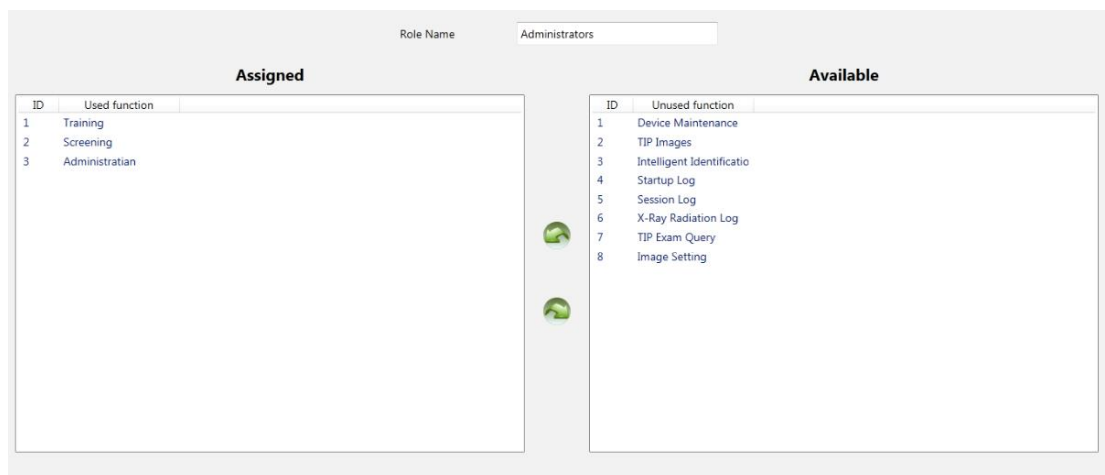 Role Name Administrators
Assigned Available
ID Used function ID Unused function
1 Training 1 Device Maintenance
2 Screening 2 TIP Images
3 Administratian 3 Intelligent Identificatio
4 Startup Log
5 Session Log
6 X-Ray Radiation Log
7 TIP Exam Query
8 Image Setting